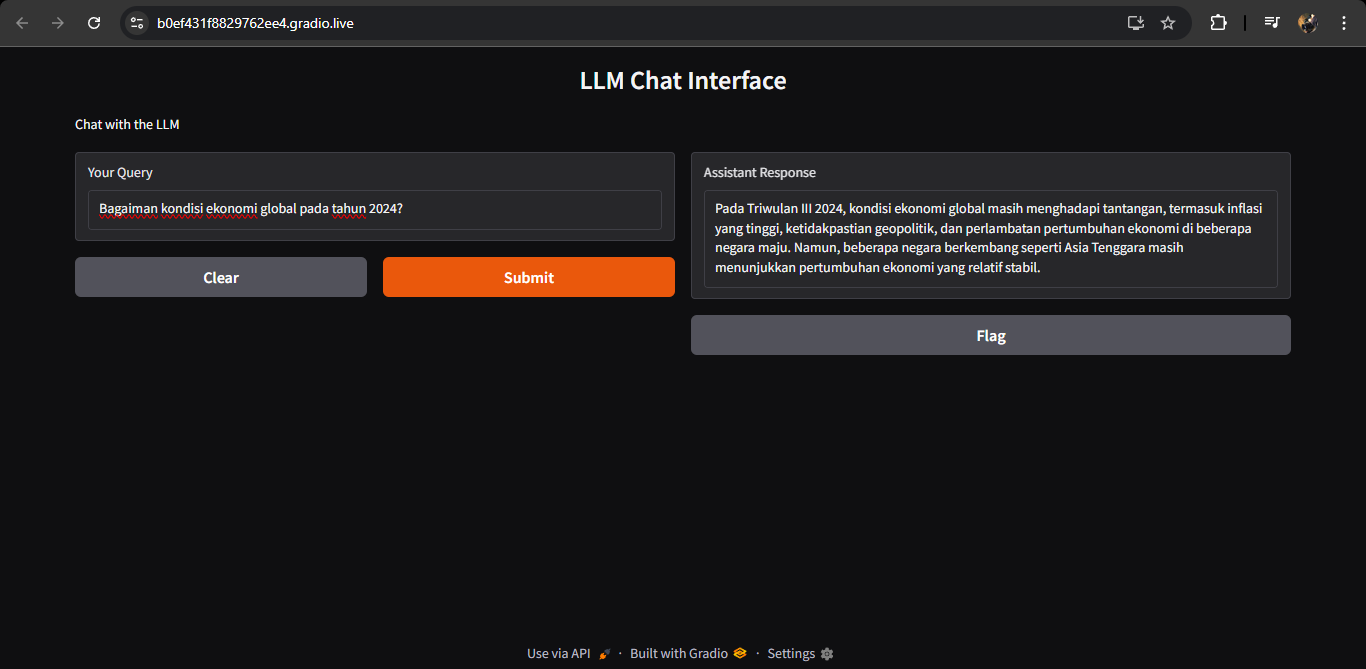 b0ef431f8829762ee4.gradio.live
LLM Chat Interface
Chat with the LLM
Your Query
Bagaiman kondisi ekonomi global pada tahun 2024?
Clear
Submit
Assistant Response
Pada Triwulan III 2024, kondisi ekonomi global masih menghadapi tantangan, termasuk inflasi
yang tinggi, ketidakpastian geopolitik, dan perlambatan pertumbuhan ekonomi di beberapa
negara maju. Namun, beberapa negara berkembang seperti Asia Tenggara masih
menunjukkan pertumbuhan ekonomi yang relatif stabil.
Flag
Use via API · Built with Gradio · Settings